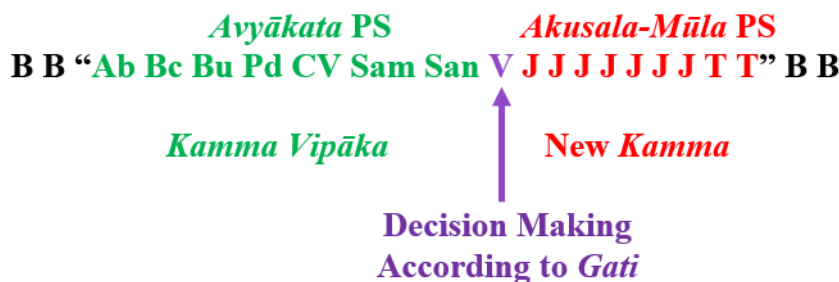 Avyākata PS Akusala-Mūla PS
B B “Ab Bc Bu Pd CV Sam San V J J J J J J J T T” B B
Kamma Vipāka New Kamma
Decision Making
According to Gati